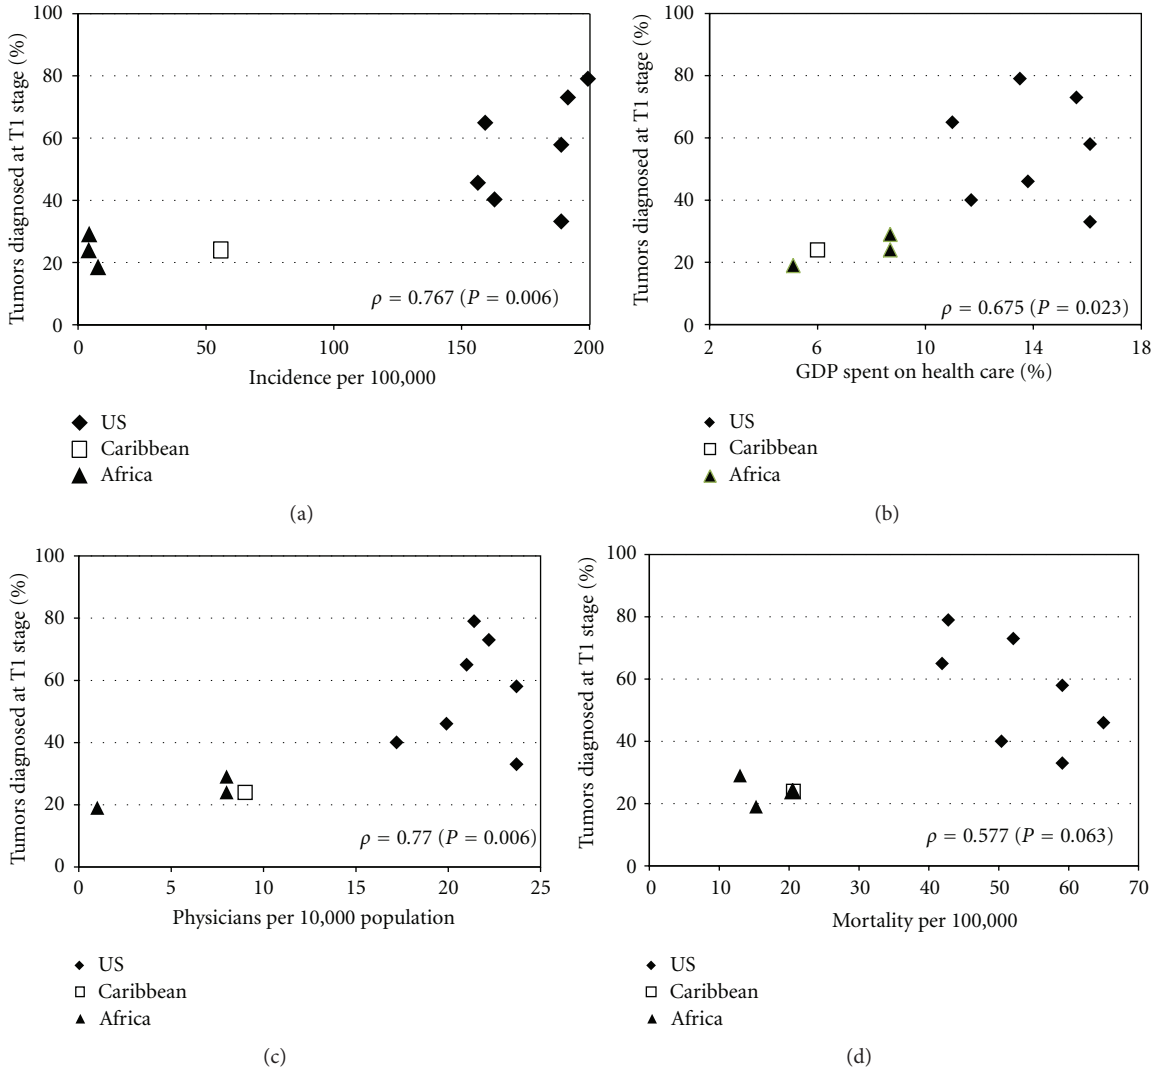 Tumors diagnosed at T1 stage (%)
100
80
60
40
20
0
0 50 100 150 200
ρ = 0.767 (P = 0.006)
Incidence per 100,000
US
Caribbean
Africa
(a)
Tumors diagnosed at T1 stage (%)
100
80
60
40
20
0
2 6 10 14 18
ρ = 0.675 (P = 0.023)
GDP spent on health care (%)
US
Caribbean
Africa
(b)
Tumors diagnosed at T1 stage (%)
100
80
60
40
20
0
0 5 10 15 20 25
ρ = 0.77 (P = 0.006)
Physicians per 10,000 population
US
Caribbean
Africa
(c)
Tumors diagnosed at T1 stage (%)
100
80
60
40
20
0
0 10 20 30 40 50 60 70
ρ = 0.577 (P = 0.063)
Mortality per 100,000
US
Caribbean
Africa
(d)